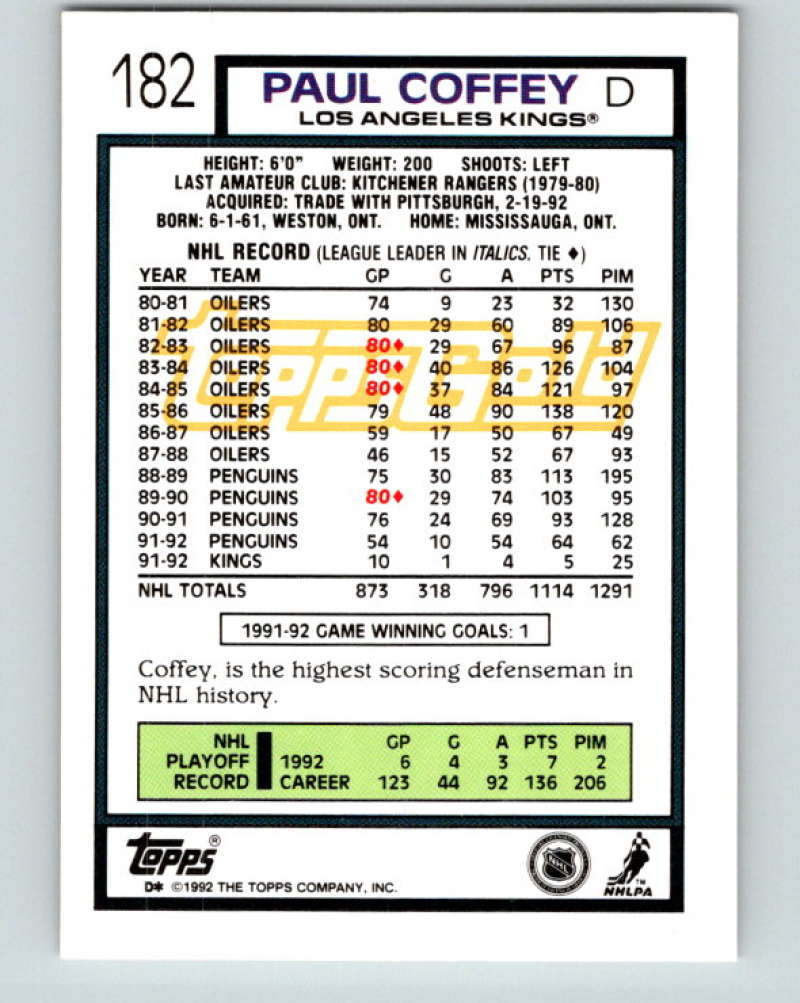 182
PAUL COFFEY D
LOS ANGELES KINGS®
HEIGHT: 6'0" WEIGHT: 200 SHOOTS: LEFT
LAST AMATEUR CLUB: KITCHENER RANGERS (1979-80)
ACQUIRED: TRADE WITH PITTSBURGH, 2-19-92
BORN: 6-1-61, WESTON, ONT. HOME: MISSISSAUGA, ONT.
NHL RECORD (LEAGUE LEADER IN ITALICS. TIE ♦)
YEAR TEAM GP G A PTS PIM
80-81 OILERS 74 9 23 32 130
81-82 OILERS 80 29 60 89 106
82-83 OILERS 80♦ 29 67 96 87
83-84 OILERS 80♦ 40 86 126 104
84-85 OILERS 80♦ 37 84 121 97
85-86 OILERS 79 48 90 138 120
86-87 OILERS 59 17 50 67 49
87-88 OILERS 46 15 52 67 93
88-89 PENGUINS 75 30 83 113 195
89-90 PENGUINS 80♦ 29 74 103 95
90-91 PENGUINS 76 24 69 93 128
91-92 PENGUINS 54 10 54 64 62
91-92 KINGS 10 1 4 5 25
NHL TOTALS 873 318 796 1114 1291
ToppsGold
1991-92 GAME WINNING GOALS: 1
Coffey, is the highest scoring defenseman in
NHL history.
NHL GP G A PTS PIM
PLAYOFF 1992 6 4 3 7 2
RECORD CAREER 123 44 92 136 206
Topps®
D* ©1992 THE TOPPS COMPANY, INC.
NHL
TM
NHLPA